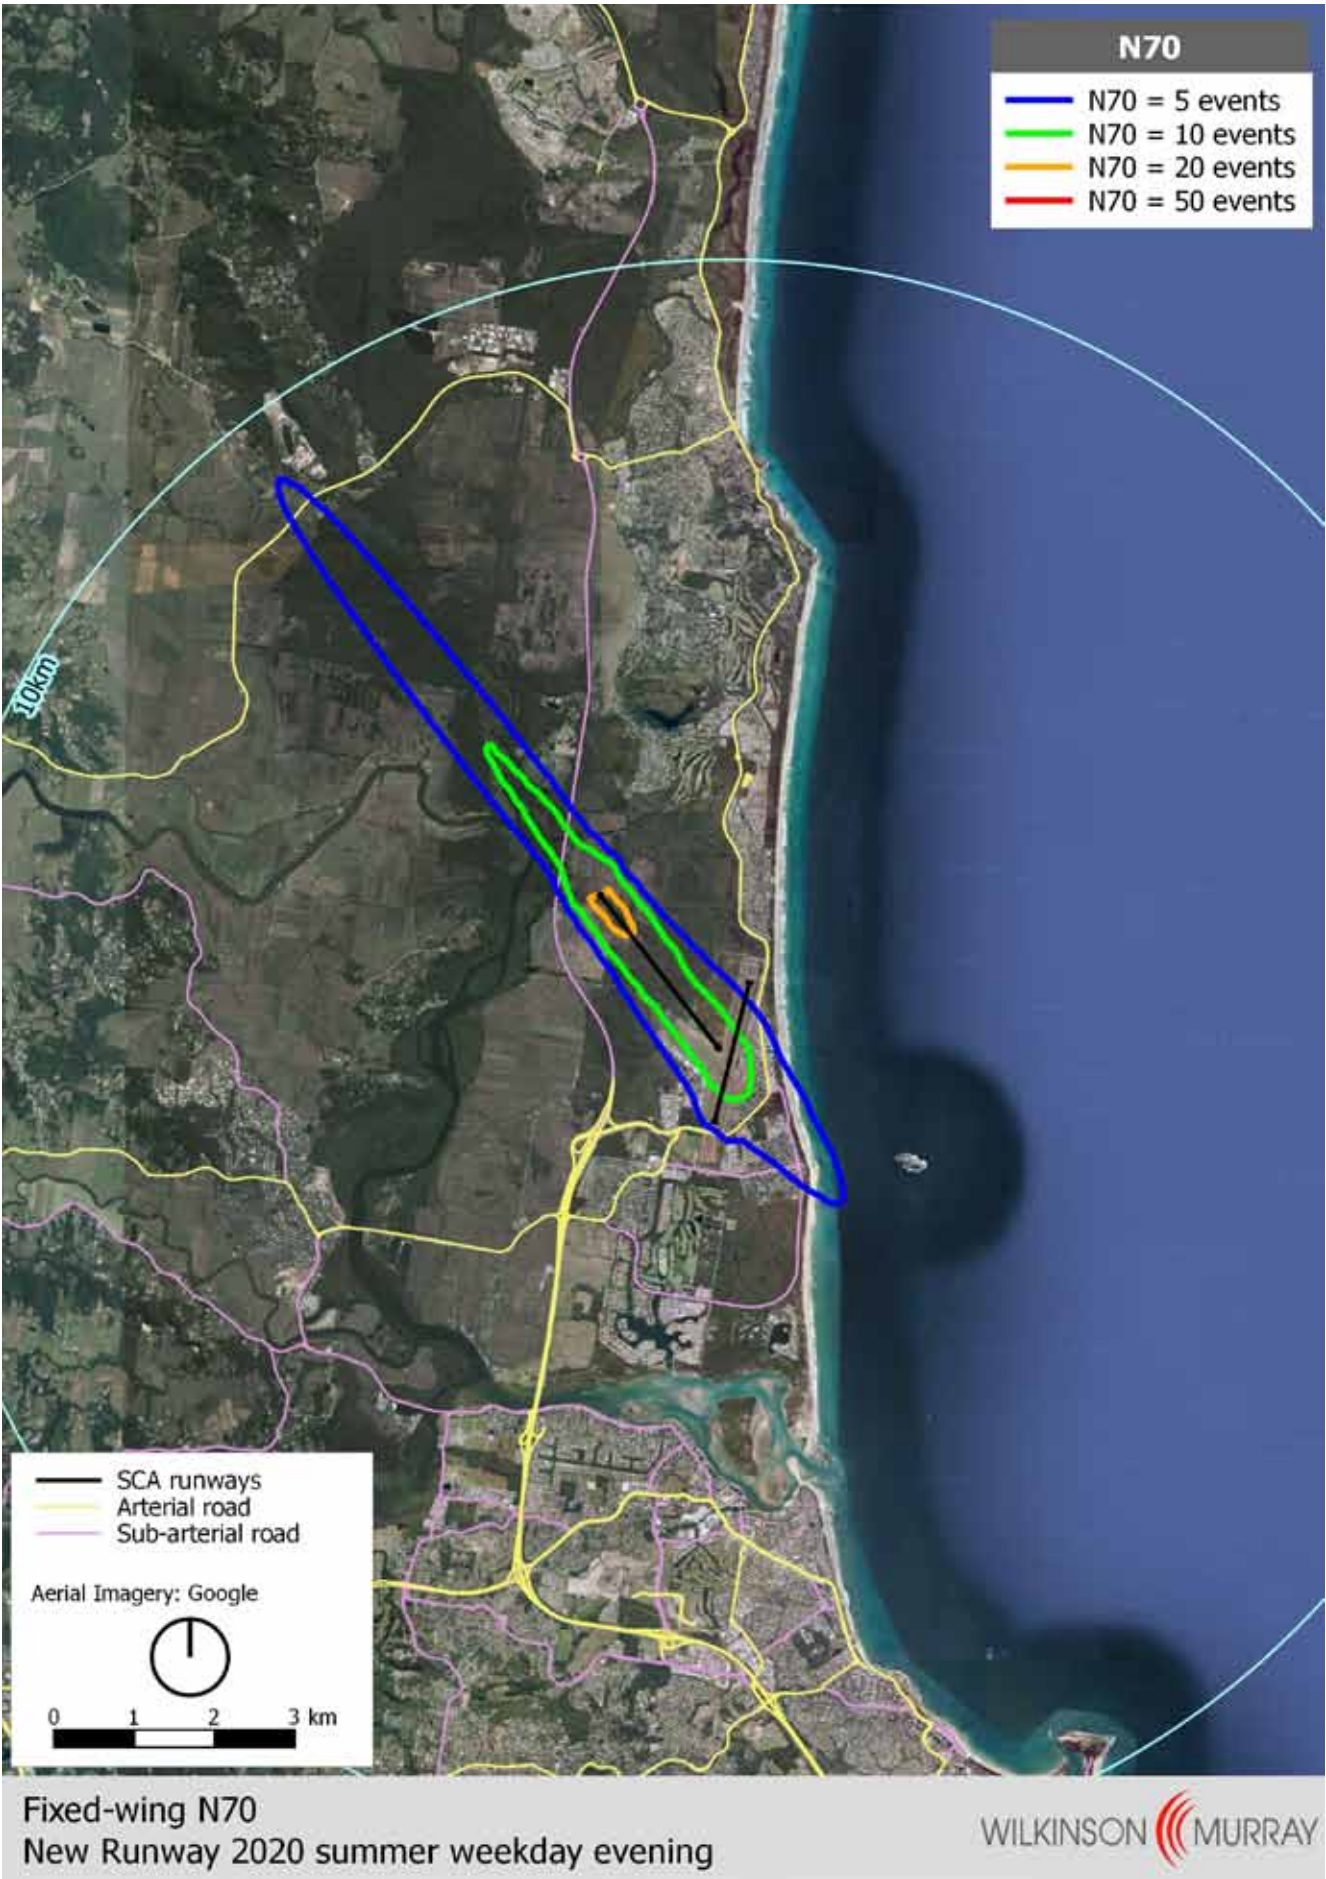 N70
N70 = 5 events
N70 = 10 events
N70 = 20 events
N70 = 50 events
10km
SCA runways
Arterial road
Sub-arterial road
Aerial Imagery: Google
0 1 2 3 km
Fixed-wing N70
New Runway 2020 summer weekday evening
WILKINSON MURRAY